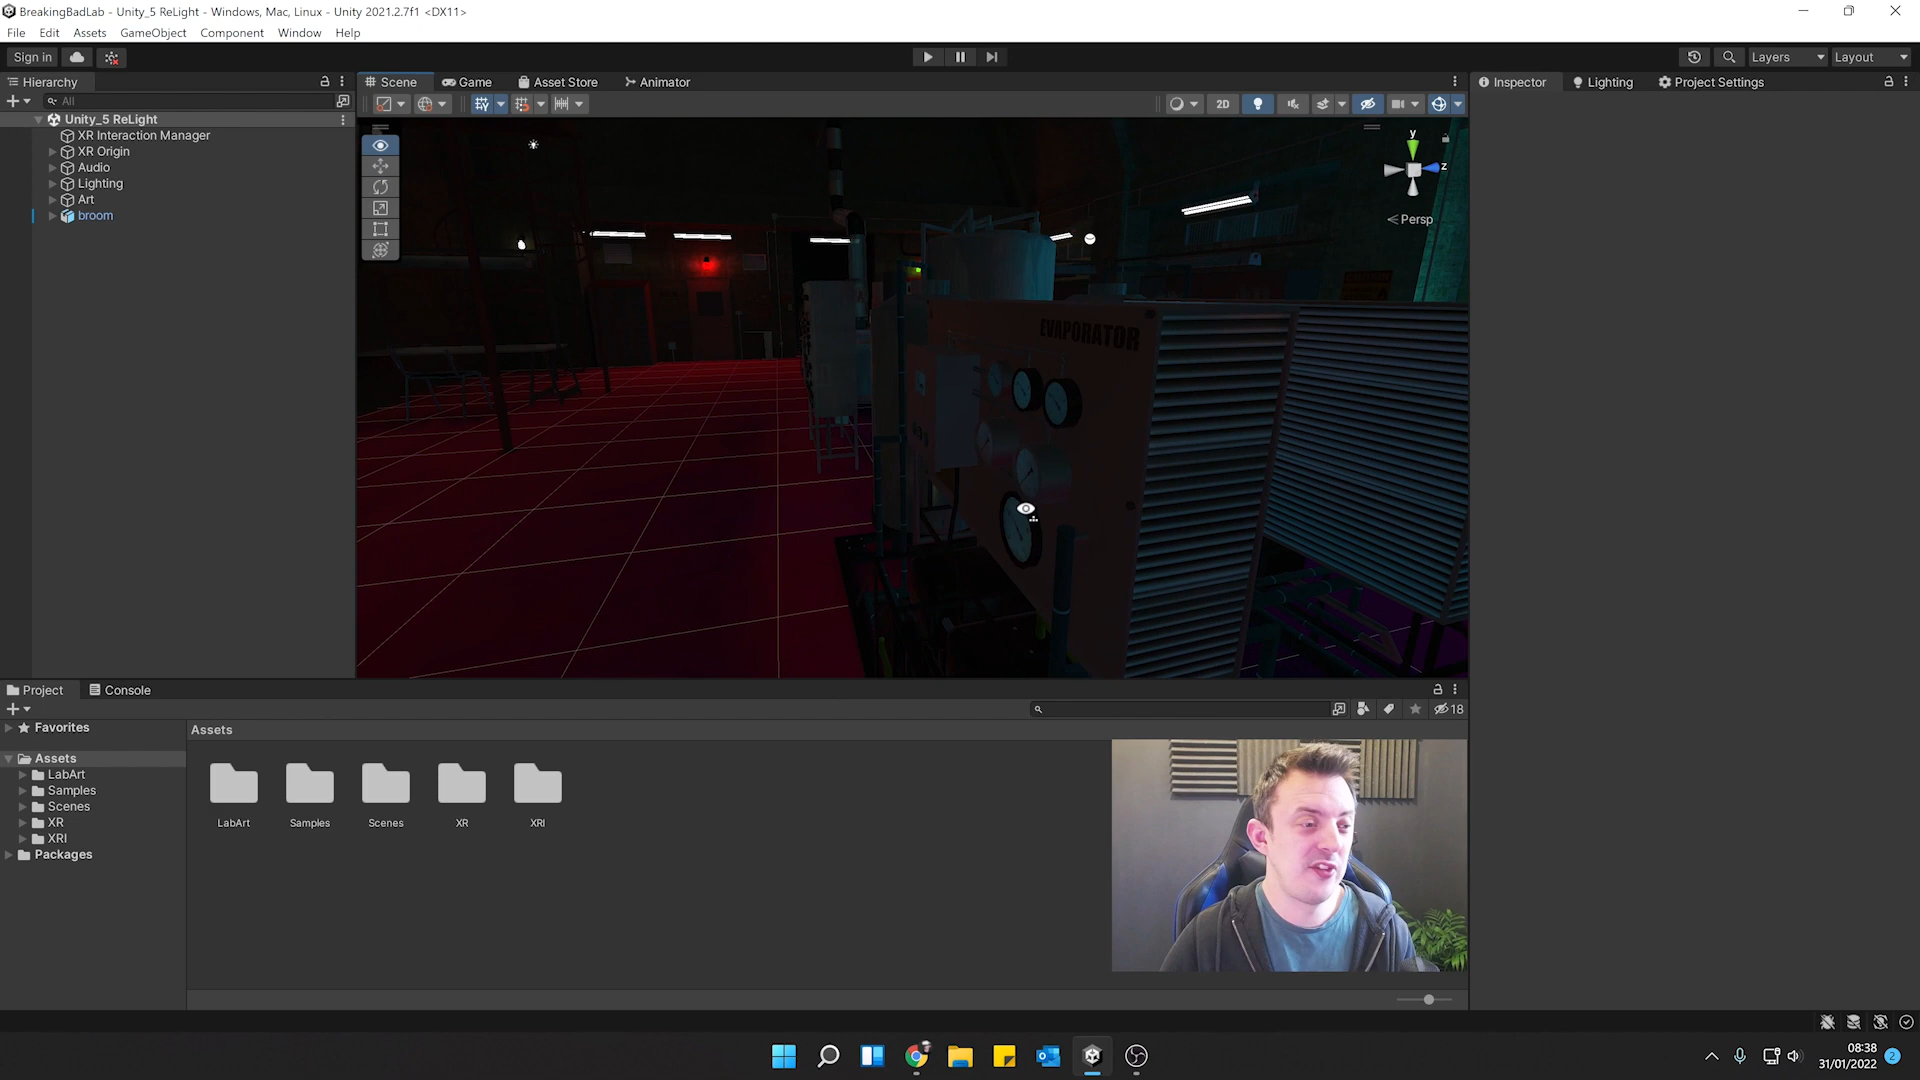 BreakingBadLab - Unity_5 ReLight - Windows, Mac, Linux - Unity 2021.2.7f1 <DX11>
File Edit Assets GameObject Component Window Help
Sign in Layers Layout
Hierarchy Scene Game Asset Store Animator Inspector Lighting Project Settings
All 2D
Unity_5 ReLight
XR Interaction Manager
XR Origin
Audio
Lighting
Art
broom
y
z
Persp
EVAPORATOR
Project Console
18
Favorites
Assets
Assets
LabArt
Samples
Scenes
XR
XRI
Packages
LabArt Samples Scenes XR XRI
08:38
31/01/2022
2